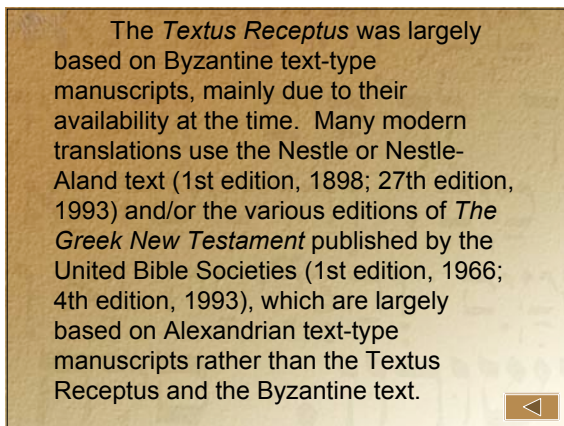 The Textus Receptus was largely
based on Byzantine text-type
manuscripts, mainly due to their
availability at the time.  Many modern
translations use the Nestle or Nestle-
Aland text (1st edition, 1898; 27th edition,
1993) and/or the various editions of The
Greek New Testament published by the
United Bible Societies (1st edition, 1966;
4th edition, 1993), which are largely
based on Alexandrian text-type
manuscripts rather than the Textus
Receptus and the Byzantine text.